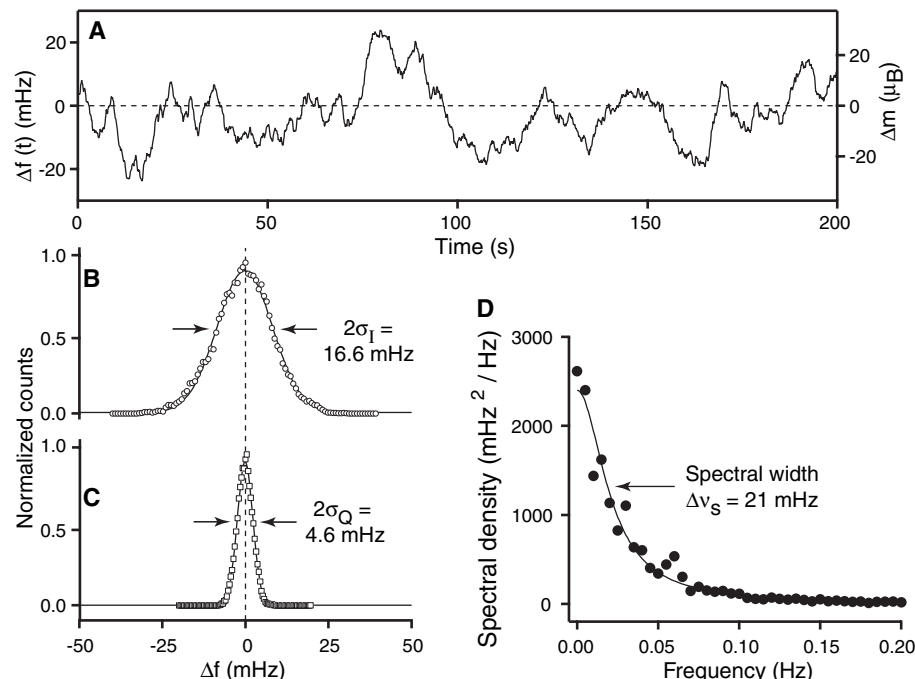 A
20
0
-20
Δf (t) (mHz)
20
0
-20
Δm (μB)
0
50
100
150
200
Time (s)
B
1.0
0.5
0.0
2σI =
16.6 mHz
Normalized counts
C
1.0
0.5
0.0
2σQ =
4.6 mHz
-50
-25
0
25
50
Δf (mHz)
D
3000
2000
1000
0
Spectral density (mHz 2 / Hz)
Spectral width
ΔνS = 21 mHz
0.00
0.05
0.10
0.15
0.20
Frequency (Hz)